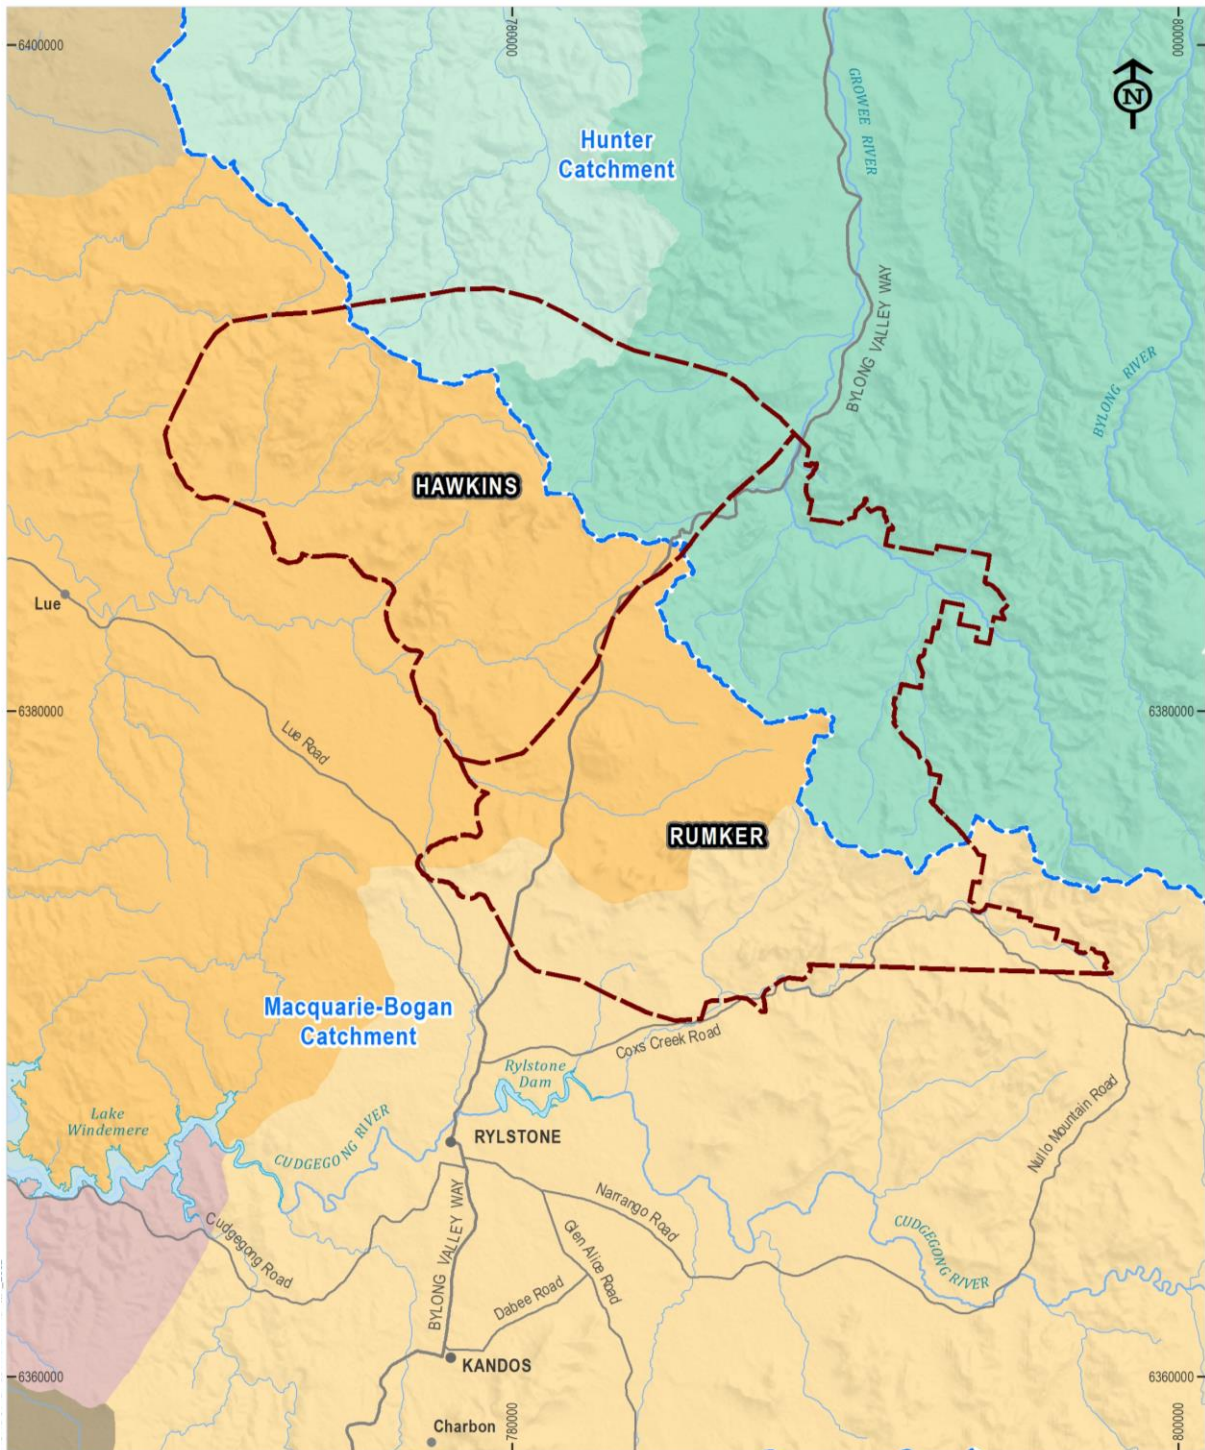 780000
800000
6400000
N
GROWEE RIVER
Hunter
Catchment
BYLONG VALLEY WAY
BYLONG RIVER
HAWKINS
Lue
Lue Road
6380000
6380000
RUMKER
Macquarie-Bogan
Catchment
Coxs Creek Road
Rylstone
Dam
Lake
Windemere
CUDGEGONG RIVER
RYLSTONE
Nullo Mountain Road
Narrango Road
Cudgegong Road
BYLONG VALLEY WAY
Glen Alice Road
CUDGEGONG RIVER
Dabee Road
KANDOS
6360000
6360000
Charbon
780000
800000